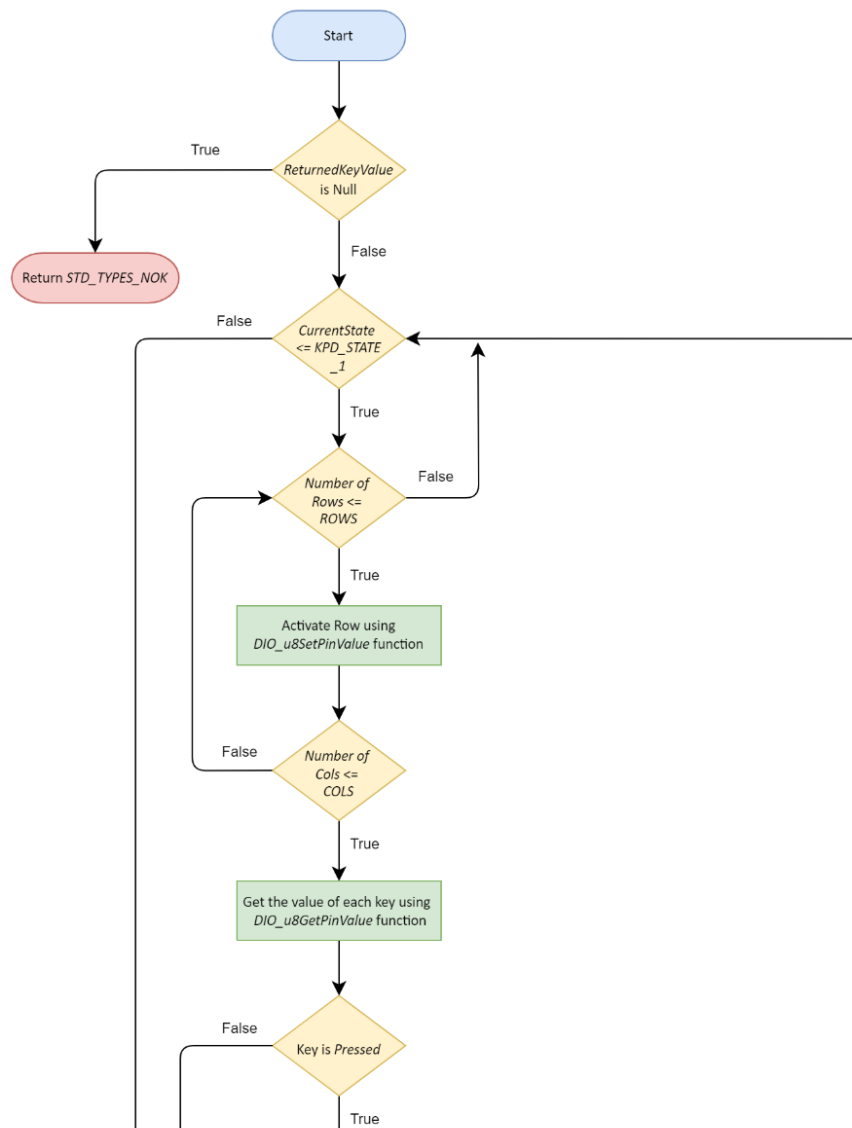 Start
True
ReturnedKeyValue
is Null
False
Return STD_TYPES_NOK
False
CurrentState
<= KPD_STATE
_1
True
Number of
Rows <=
ROWS
False
True
Activate Row using
DIO_u8SetPinValue function
False
Number of
Cols <=
COLS
True
Get the value of each key using
DIO_u8GetPinValue function
False
Key is Pressed
True